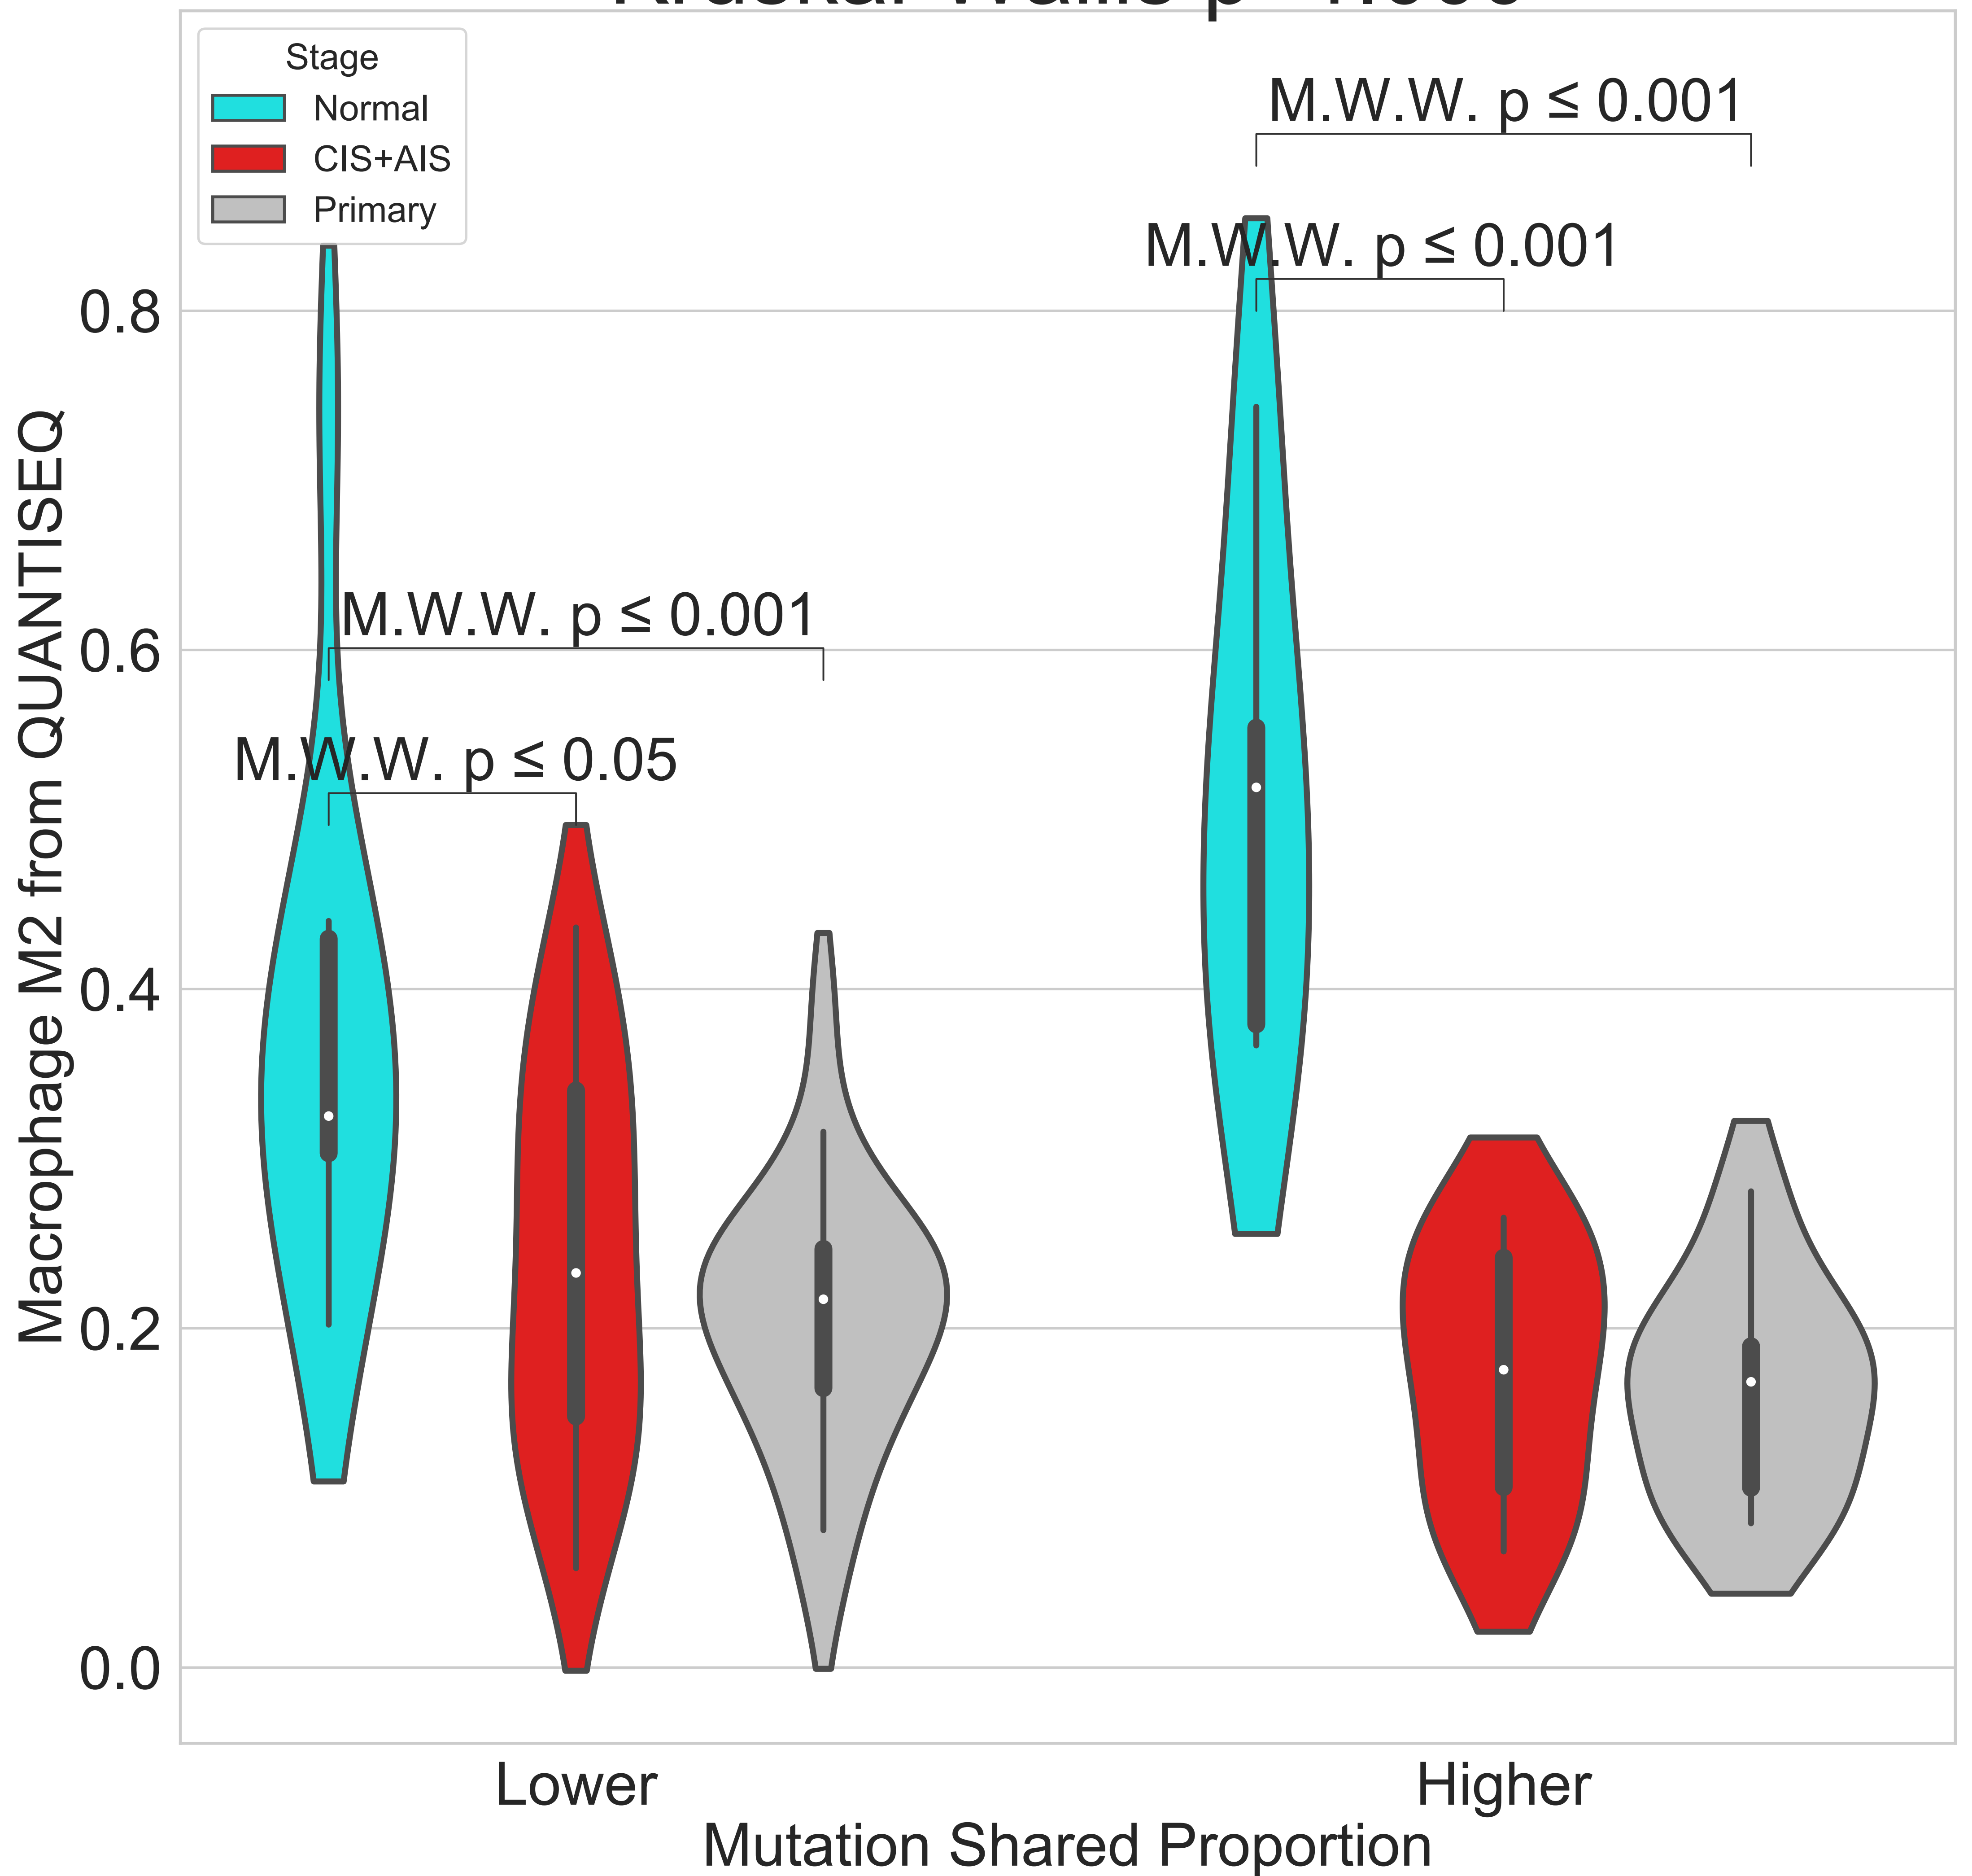 Stage
Normal
CIS+AIS
Primary
M.W.W. p ≤ 0.001
M.W.W. p ≤ 0.001
M.W.W. p ≤ 0.001
M.W.W. p ≤ 0.05
0.8
0.6
0.4
0.2
0.0
Macrophage M2 from QUANTISEQ
Lower
Higher
Mutation Shared Proportion